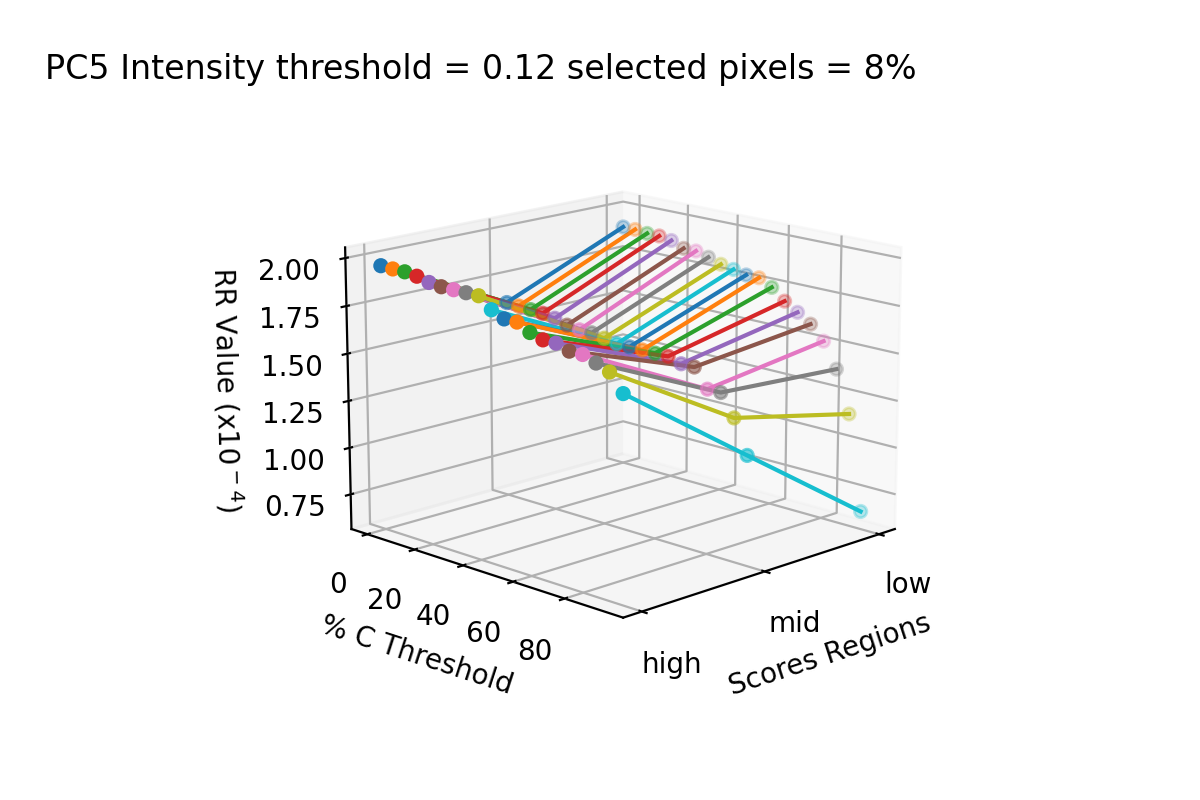 PC5 Intensity threshold = 0.12 selected pixels = 8%
2.00
1.75
1.50
1.25
1.00
0.75
RR Value (x10⁻⁴)
0
20
40
60
80
% C Threshold
high
mid
low
Scores Regions